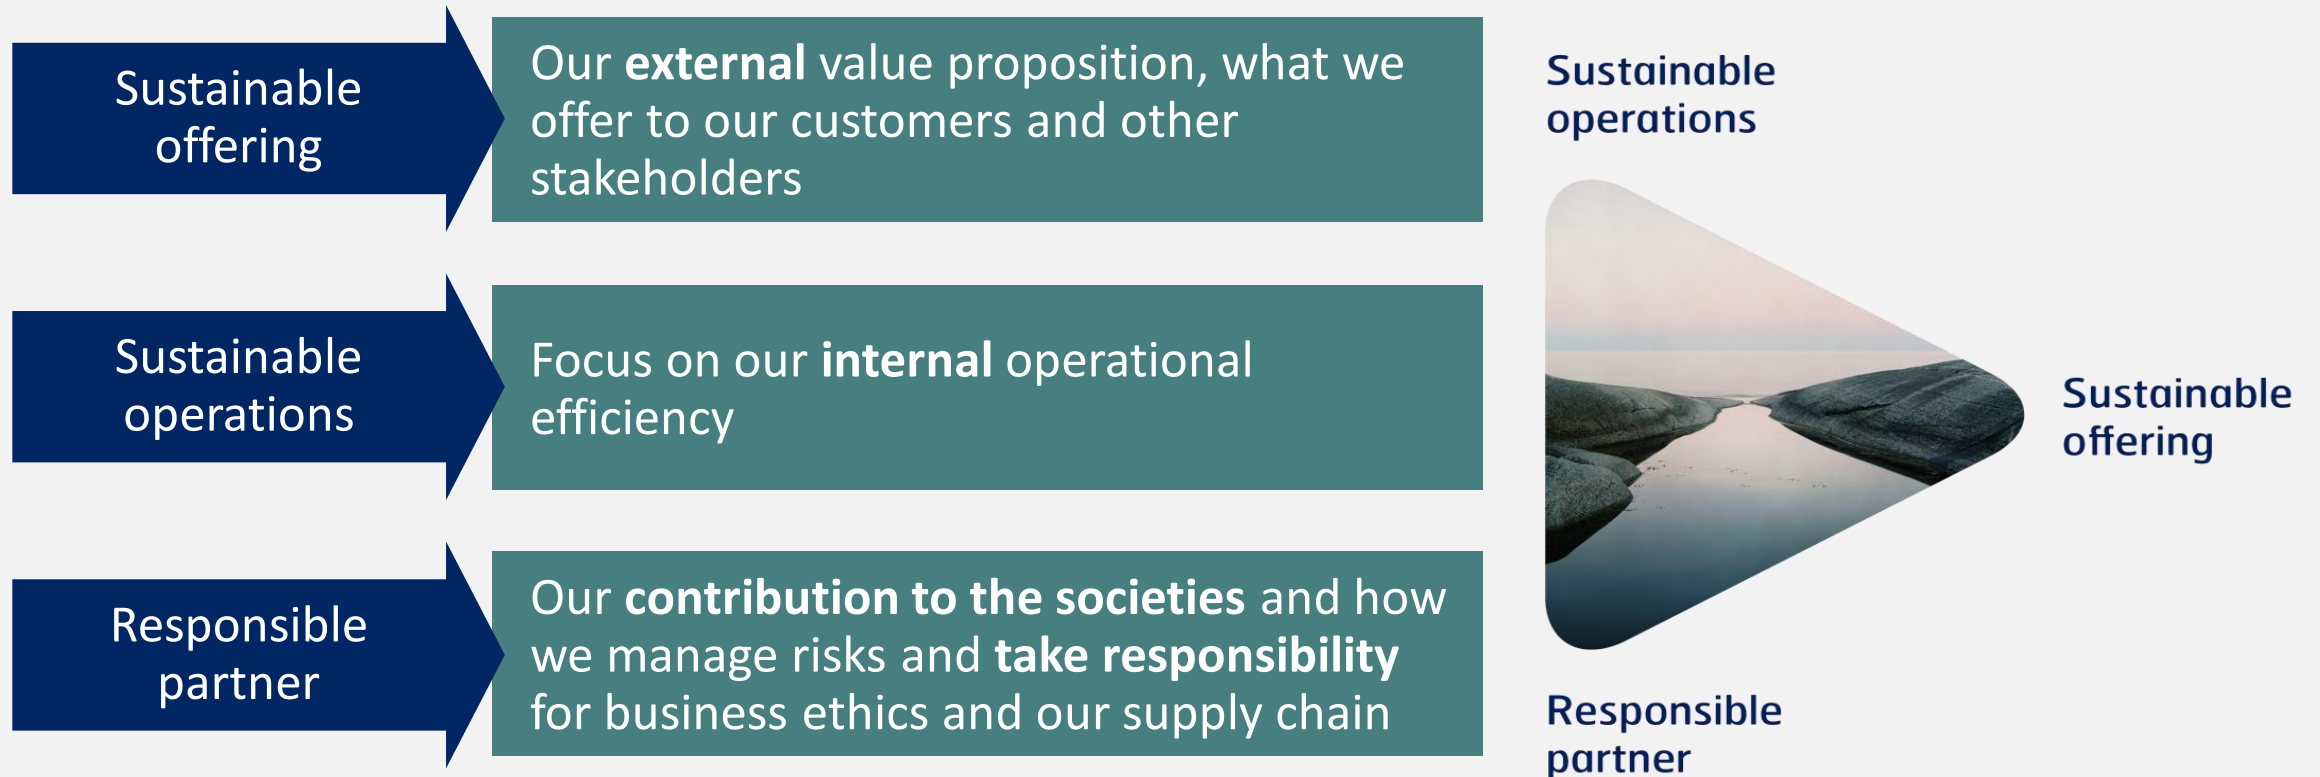 Sustainable
offering
Our external value proposition, what we
offer to our customers and other
stakeholders
Sustainable
operations
Focus on our internal operational
efficiency
Responsible
partner
Our contribution to the societies and how
we manage risks and take responsibility
for business ethics and our supply chain
Sustainable
operations
Sustainable
offering
Responsible
partner